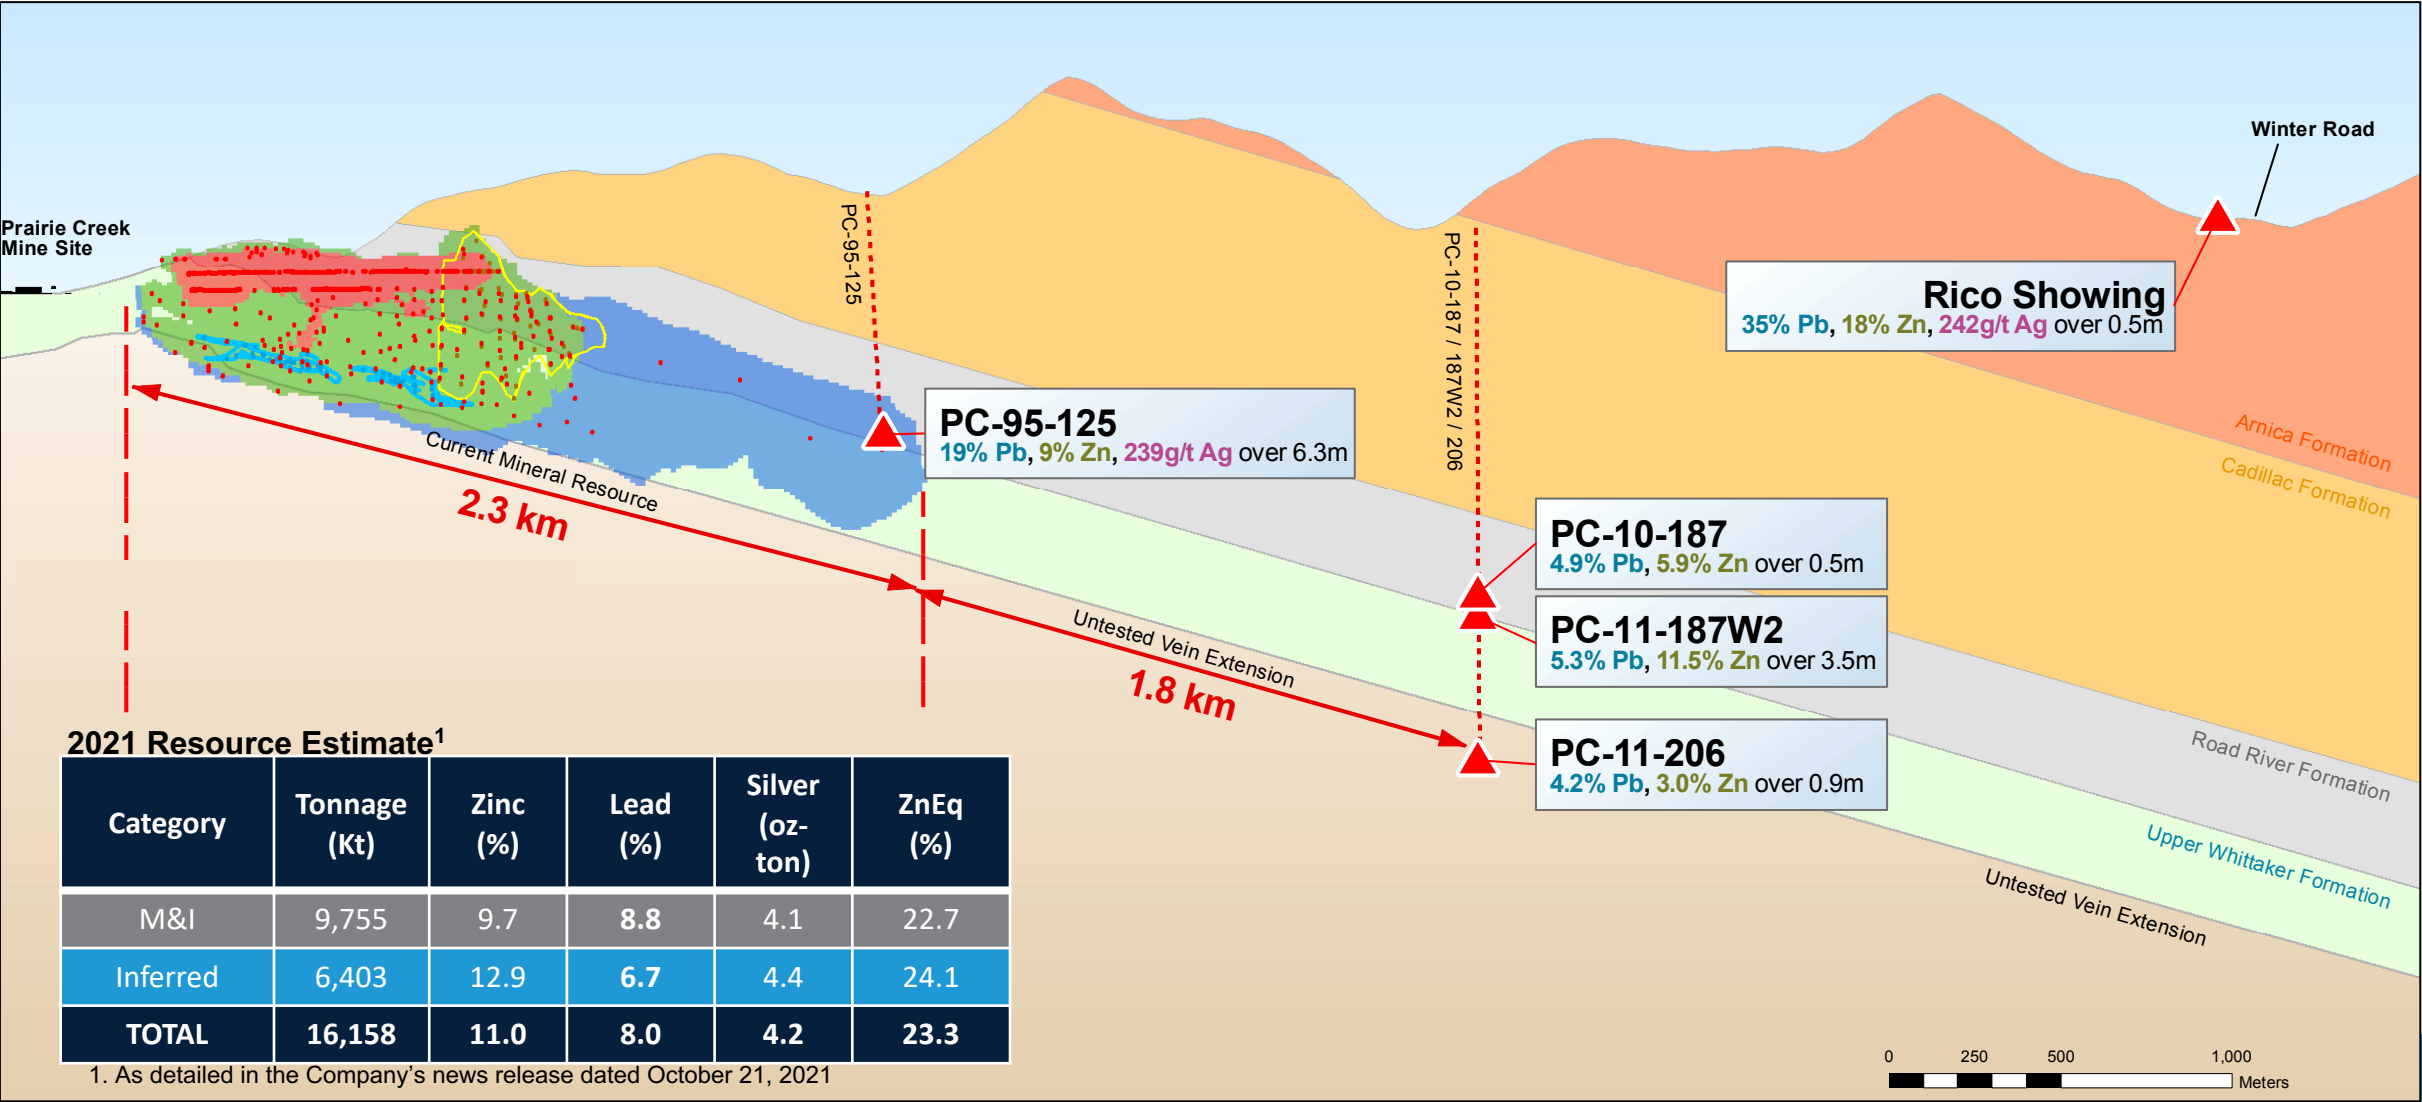 Winter Road
Prairie Creek
Mine Site
PC-95-125
PC-10-187 / 187W2 / 206
Rico Showing
35% Pb, 18% Zn, 242g/t Ag over 0.5m
PC-95-125
19% Pb, 9% Zn, 239g/t Ag over 6.3m
Arnica Formation
Cadillac Formation
Current Mineral Resource
2.3 km
PC-10-187
4.9% Pb, 5.9% Zn over 0.5m
PC-11-187W2
5.3% Pb, 11.5% Zn over 3.5m
Untested Vein Extension
1.8 km
PC-11-206
4.2% Pb, 3.0% Zn over 0.9m
Road River Formation
Upper Whittaker Formation
Untested Vein Extension
2021 Resource Estimate1
Category Tonnage (Kt) Zinc (%) Lead (%) Silver (oz-ton) ZnEq (%)
M&I 9,755 9.7 8.8 4.1 22.7
Inferred 6,403 12.9 6.7 4.4 24.1
TOTAL 16,158 11.0 8.0 4.2 23.3
1. As detailed in the Company's news release dated October 21, 2021
0 250 500 1,000
Meters